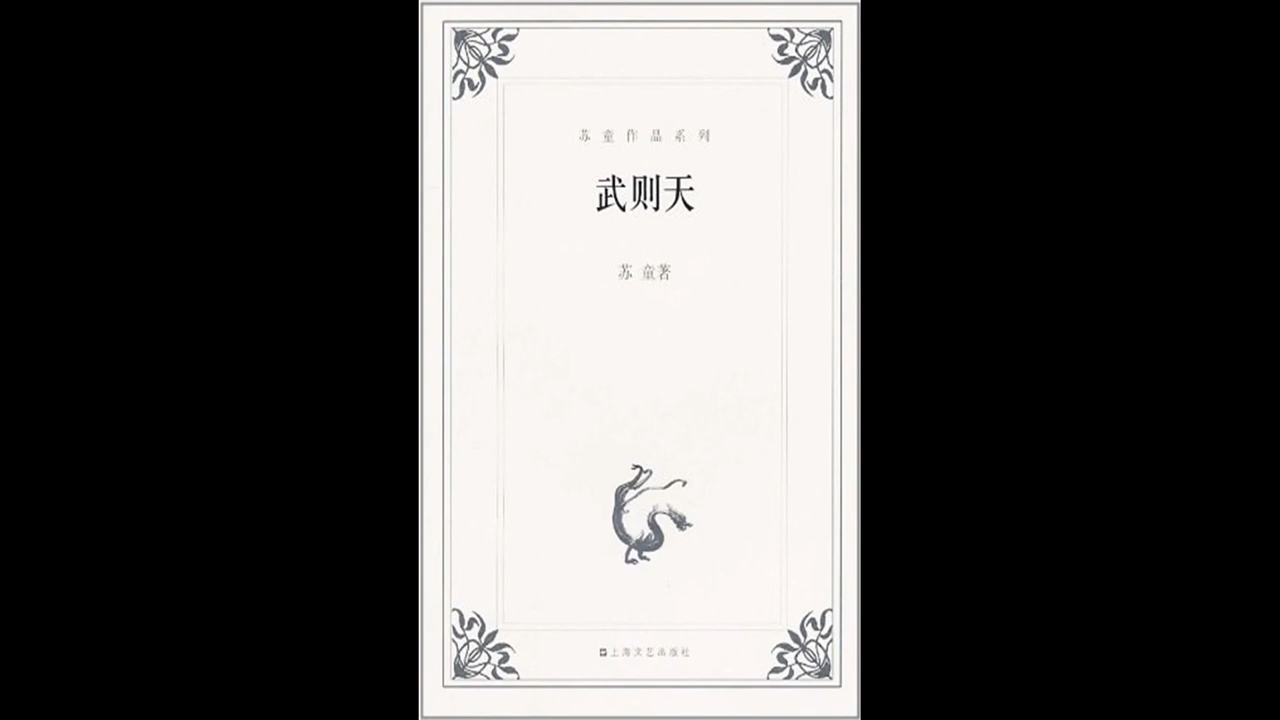 苏童作品系列
武则天
苏 童著
上海文艺出版社